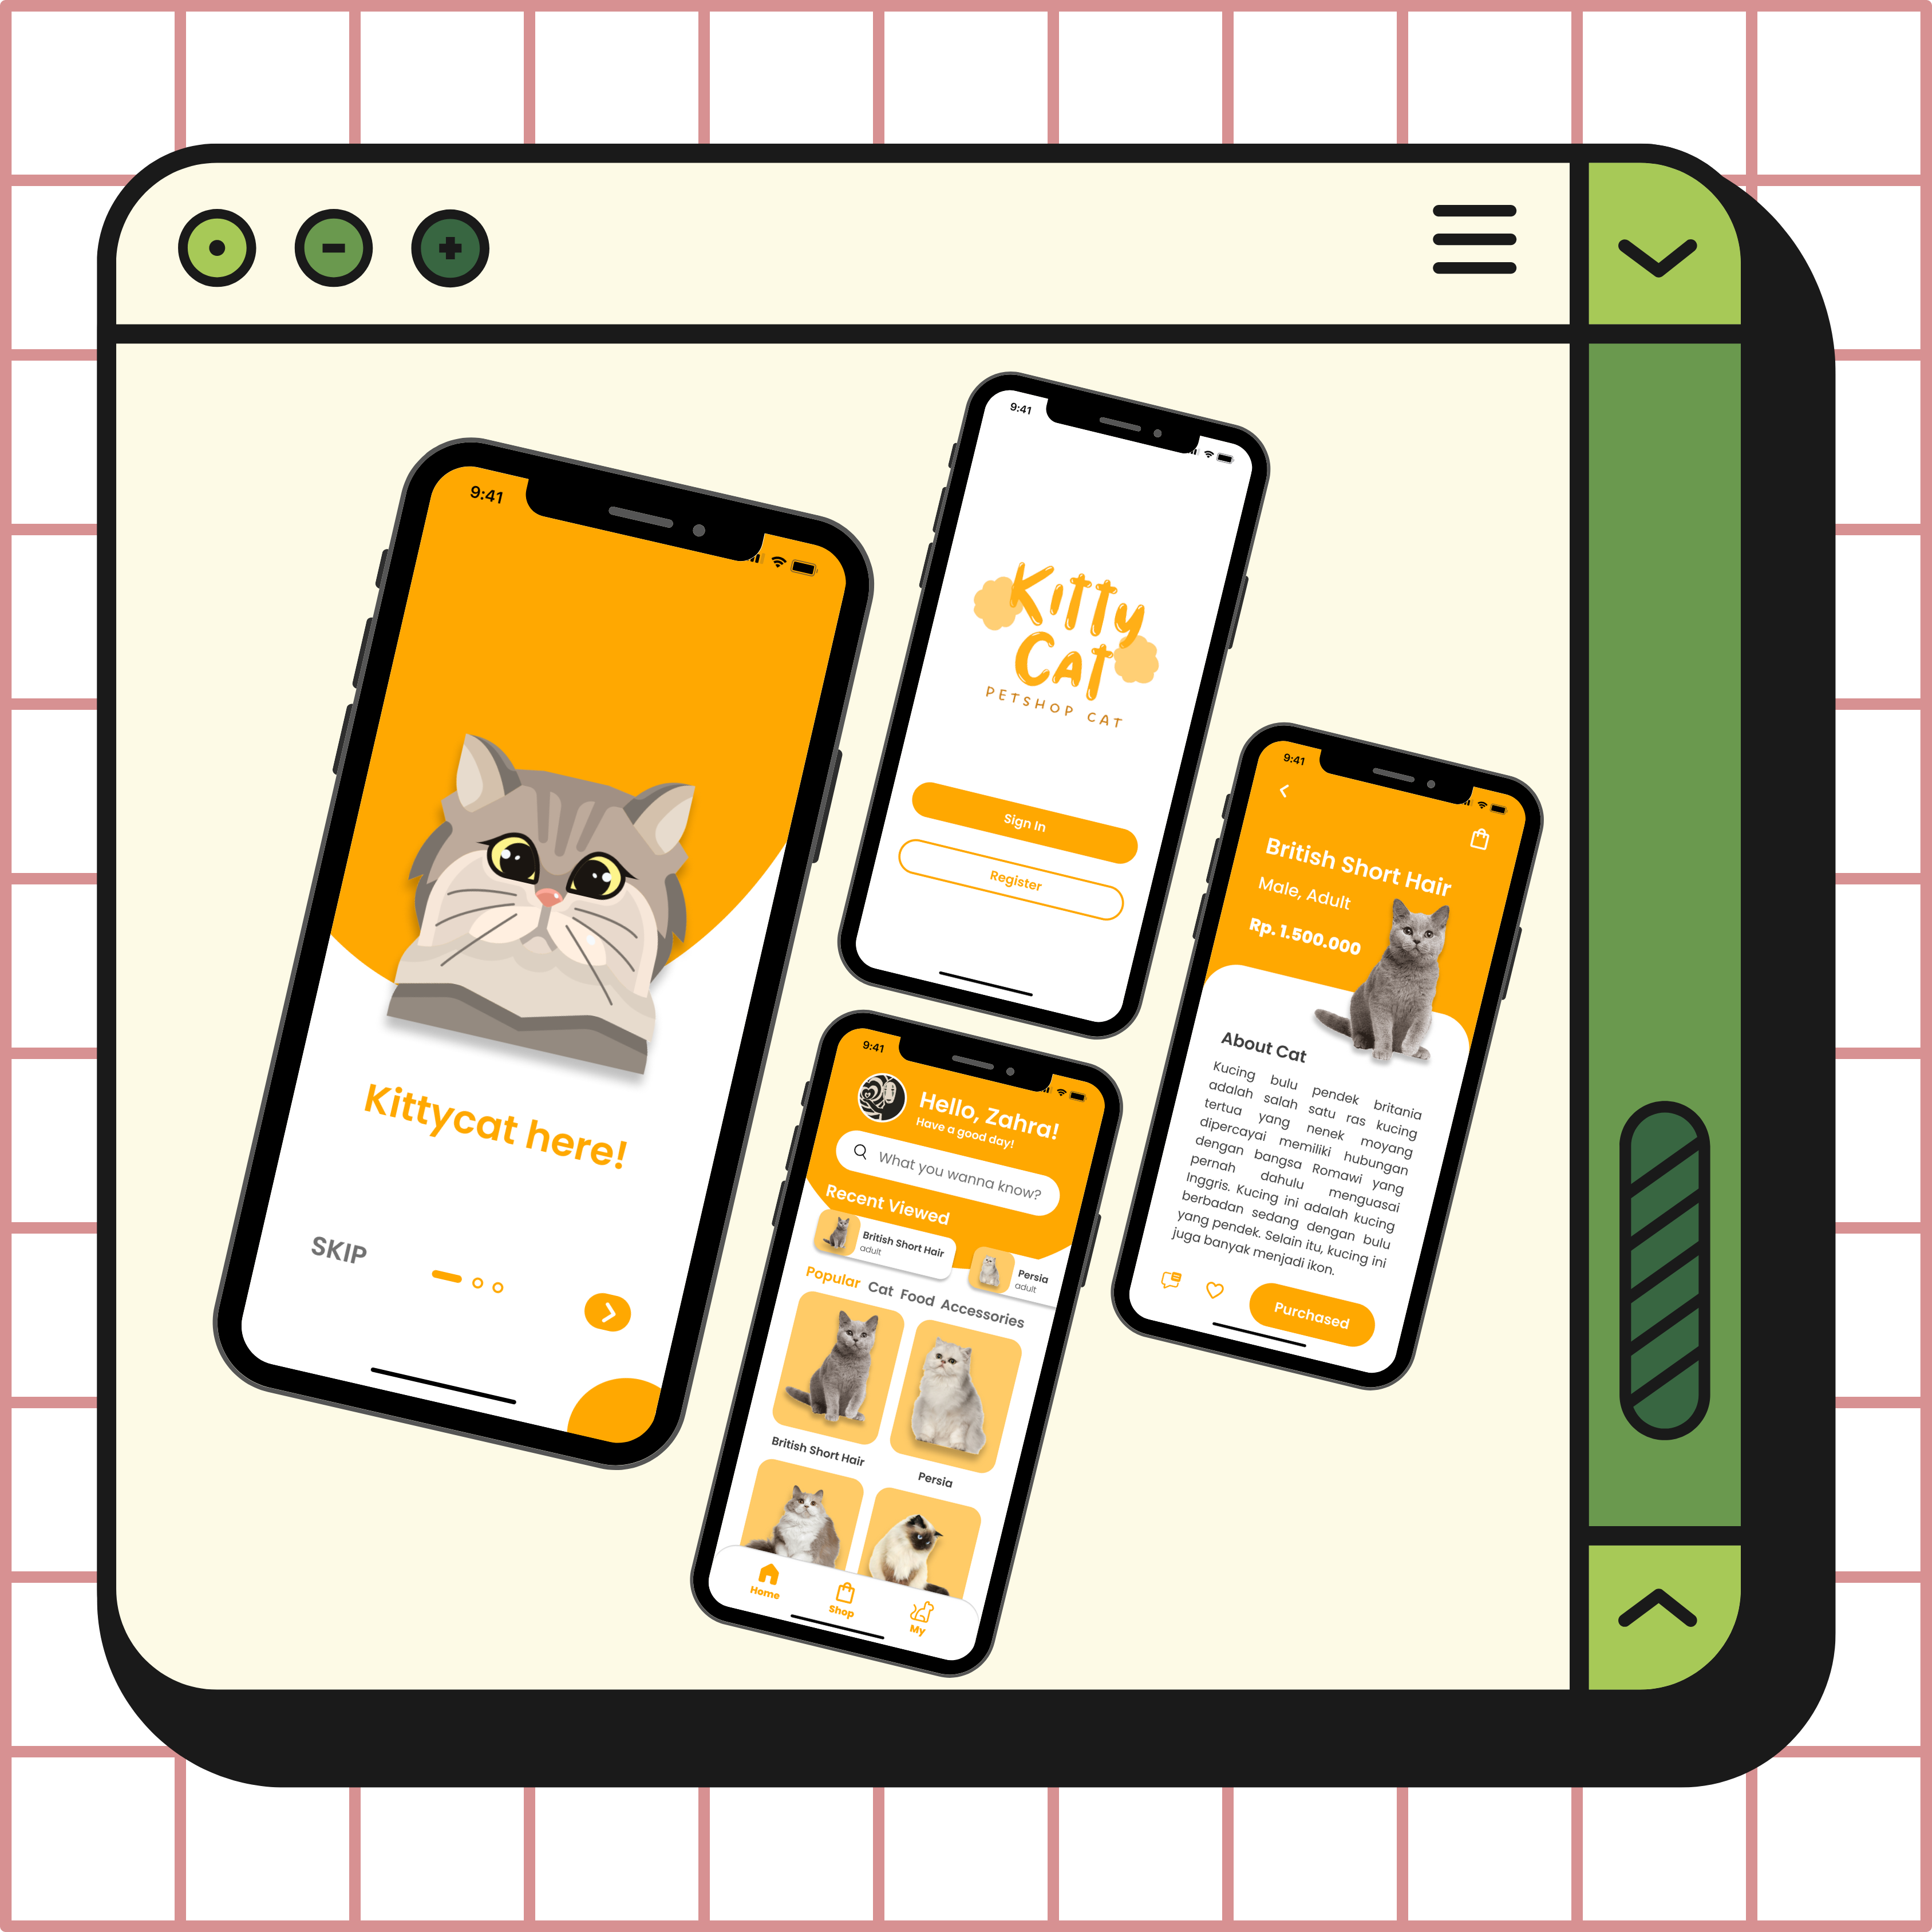 9:41
Kittycat here!
SKIP
9:41
Kitty
Cat
PETSHOP CAT
Sign In
Register
9:41
British Short Hair
Male, Adult
Rp. 1.500.000
About Cat
Kucing bulu pendek britania
adalah salah satu ras kucing
tertua yang nenek moyang
dipercayai memiliki hubungan
dengan bangsa Romawi yang
pernah dahulu menguasai
Inggris. Kucing ini adalah kucing
berbadan sedang dengan bulu
yang pendek. Selain itu, kucing ini
juga banyak menjadi ikon.
Purchased
9:41
Hello, Zahra!
Have a good day!
What you wanna know?
Recent Viewed
British Short Hair
adult
Persia
adult
Popular Cat Food Accessories
British Short Hair
Persia
Home
Shop
My